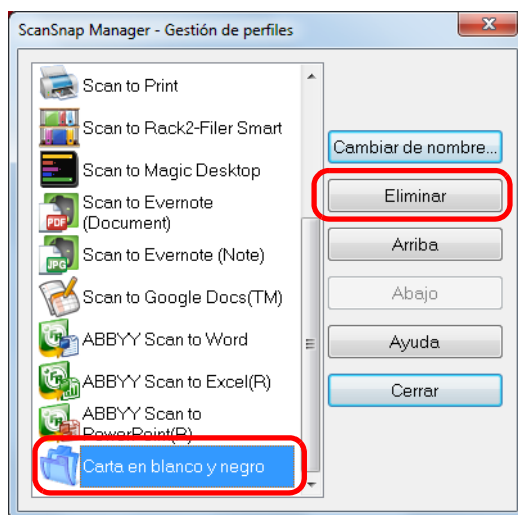 ScanSnap Manager - Gestión de perfiles
Scan to Print
Scan to Rack2-Filer Smart
Scan to Magic Desktop
Scan to Evernote
(Document)
Scan to Evernote (Note)
Scan to Google Docs(TM)
ABBYY Scan to Word
ABBYY Scan to Excel(R)
ABBYY Scan to
PowerPoint(R)
Carta en blanco y negro
Cambiar de nombre...
Eliminar
Arriba
Abajo
Ayuda
Cerrar
PDF
JPG